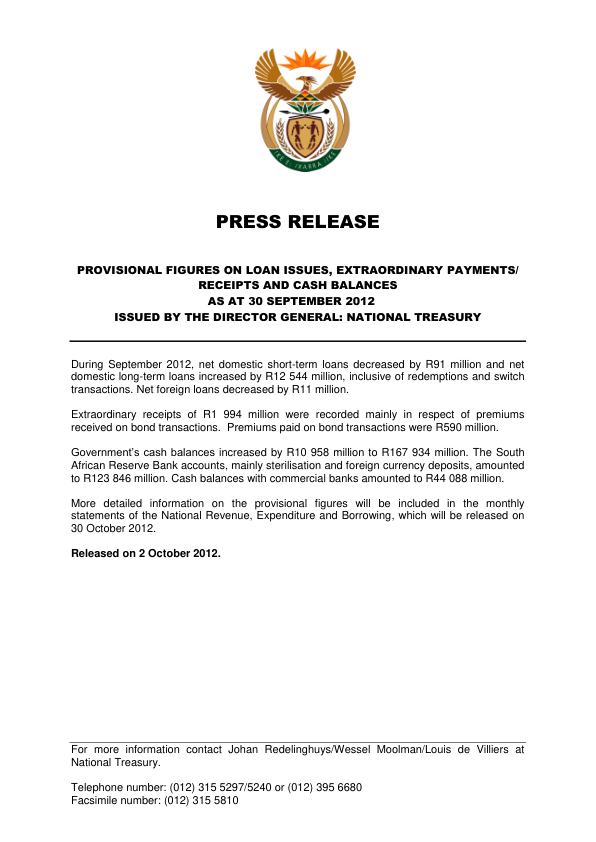 !KE E: /XARRA //KE
PRESS RELEASE
PROVISIONAL FIGURES ON LOAN ISSUES, EXTRAORDINARY PAYMENTS/
RECEIPTS AND CASH BALANCES
AS AT 30 SEPTEMBER 2012
ISSUED BY THE DIRECTOR GENERAL: NATIONAL TREASURY
During September 2012, net domestic short-term loans decreased by R91 million and net
domestic long-term loans increased by R12 544 million, inclusive of redemptions and switch
transactions. Net foreign loans decreased by R11 million.
Extraordinary receipts of R1 994 million were recorded mainly in respect of premiums
received on bond transactions. Premiums paid on bond transactions were R590 million.
Government's cash balances increased by R10 958 million to R167 934 million. The South
African Reserve Bank accounts, mainly sterilisation and foreign currency deposits, amounted
to R123 846 million. Cash balances with commercial banks amounted to R44 088 million.
More detailed information on the provisional figures will be included in the monthly
statements of the National Revenue, Expenditure and Borrowing, which will be released on
30 October 2012.
Released on 2 October 2012.
For more information contact Johan Redelinghuys/Wessel Moolman/Louis de Villiers at
National Treasury.
Telephone number: (012) 315 5297/5240 or (012) 395 6680
Facsimile number: (012) 315 5810